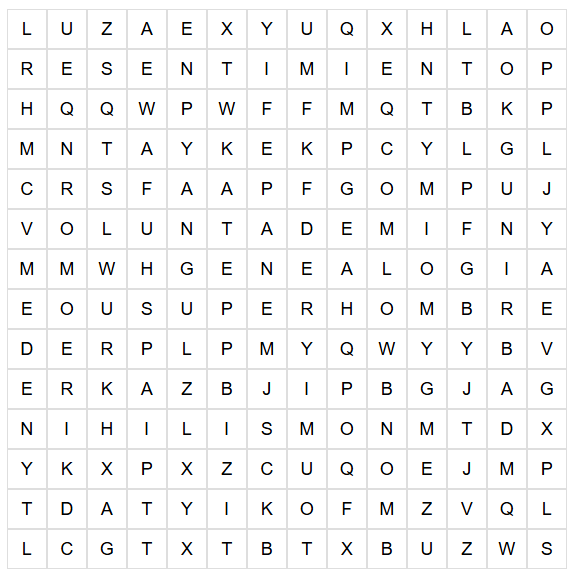 L U Z A E X Y U Q X H L A O
R E S E N T I M I E N T O P
H Q Q W P W F F M Q T B K P
M N T A Y K E K P C Y L G L
C R S F A A P F G O M P U J
V O L U N T A D E M I F N Y
M M W H G E N E A L O G I A
E O U S U P E R H O M B R E
D E R P L P M Y Q W Y Y B V
E R K A Z B J I P B G J A G
N I H I L I S M O N M T D X
Y K X P X Z C U Q O E J M P
T D A T Y I K O F M Z V Q L
L C G T X T B T X B U Z W S